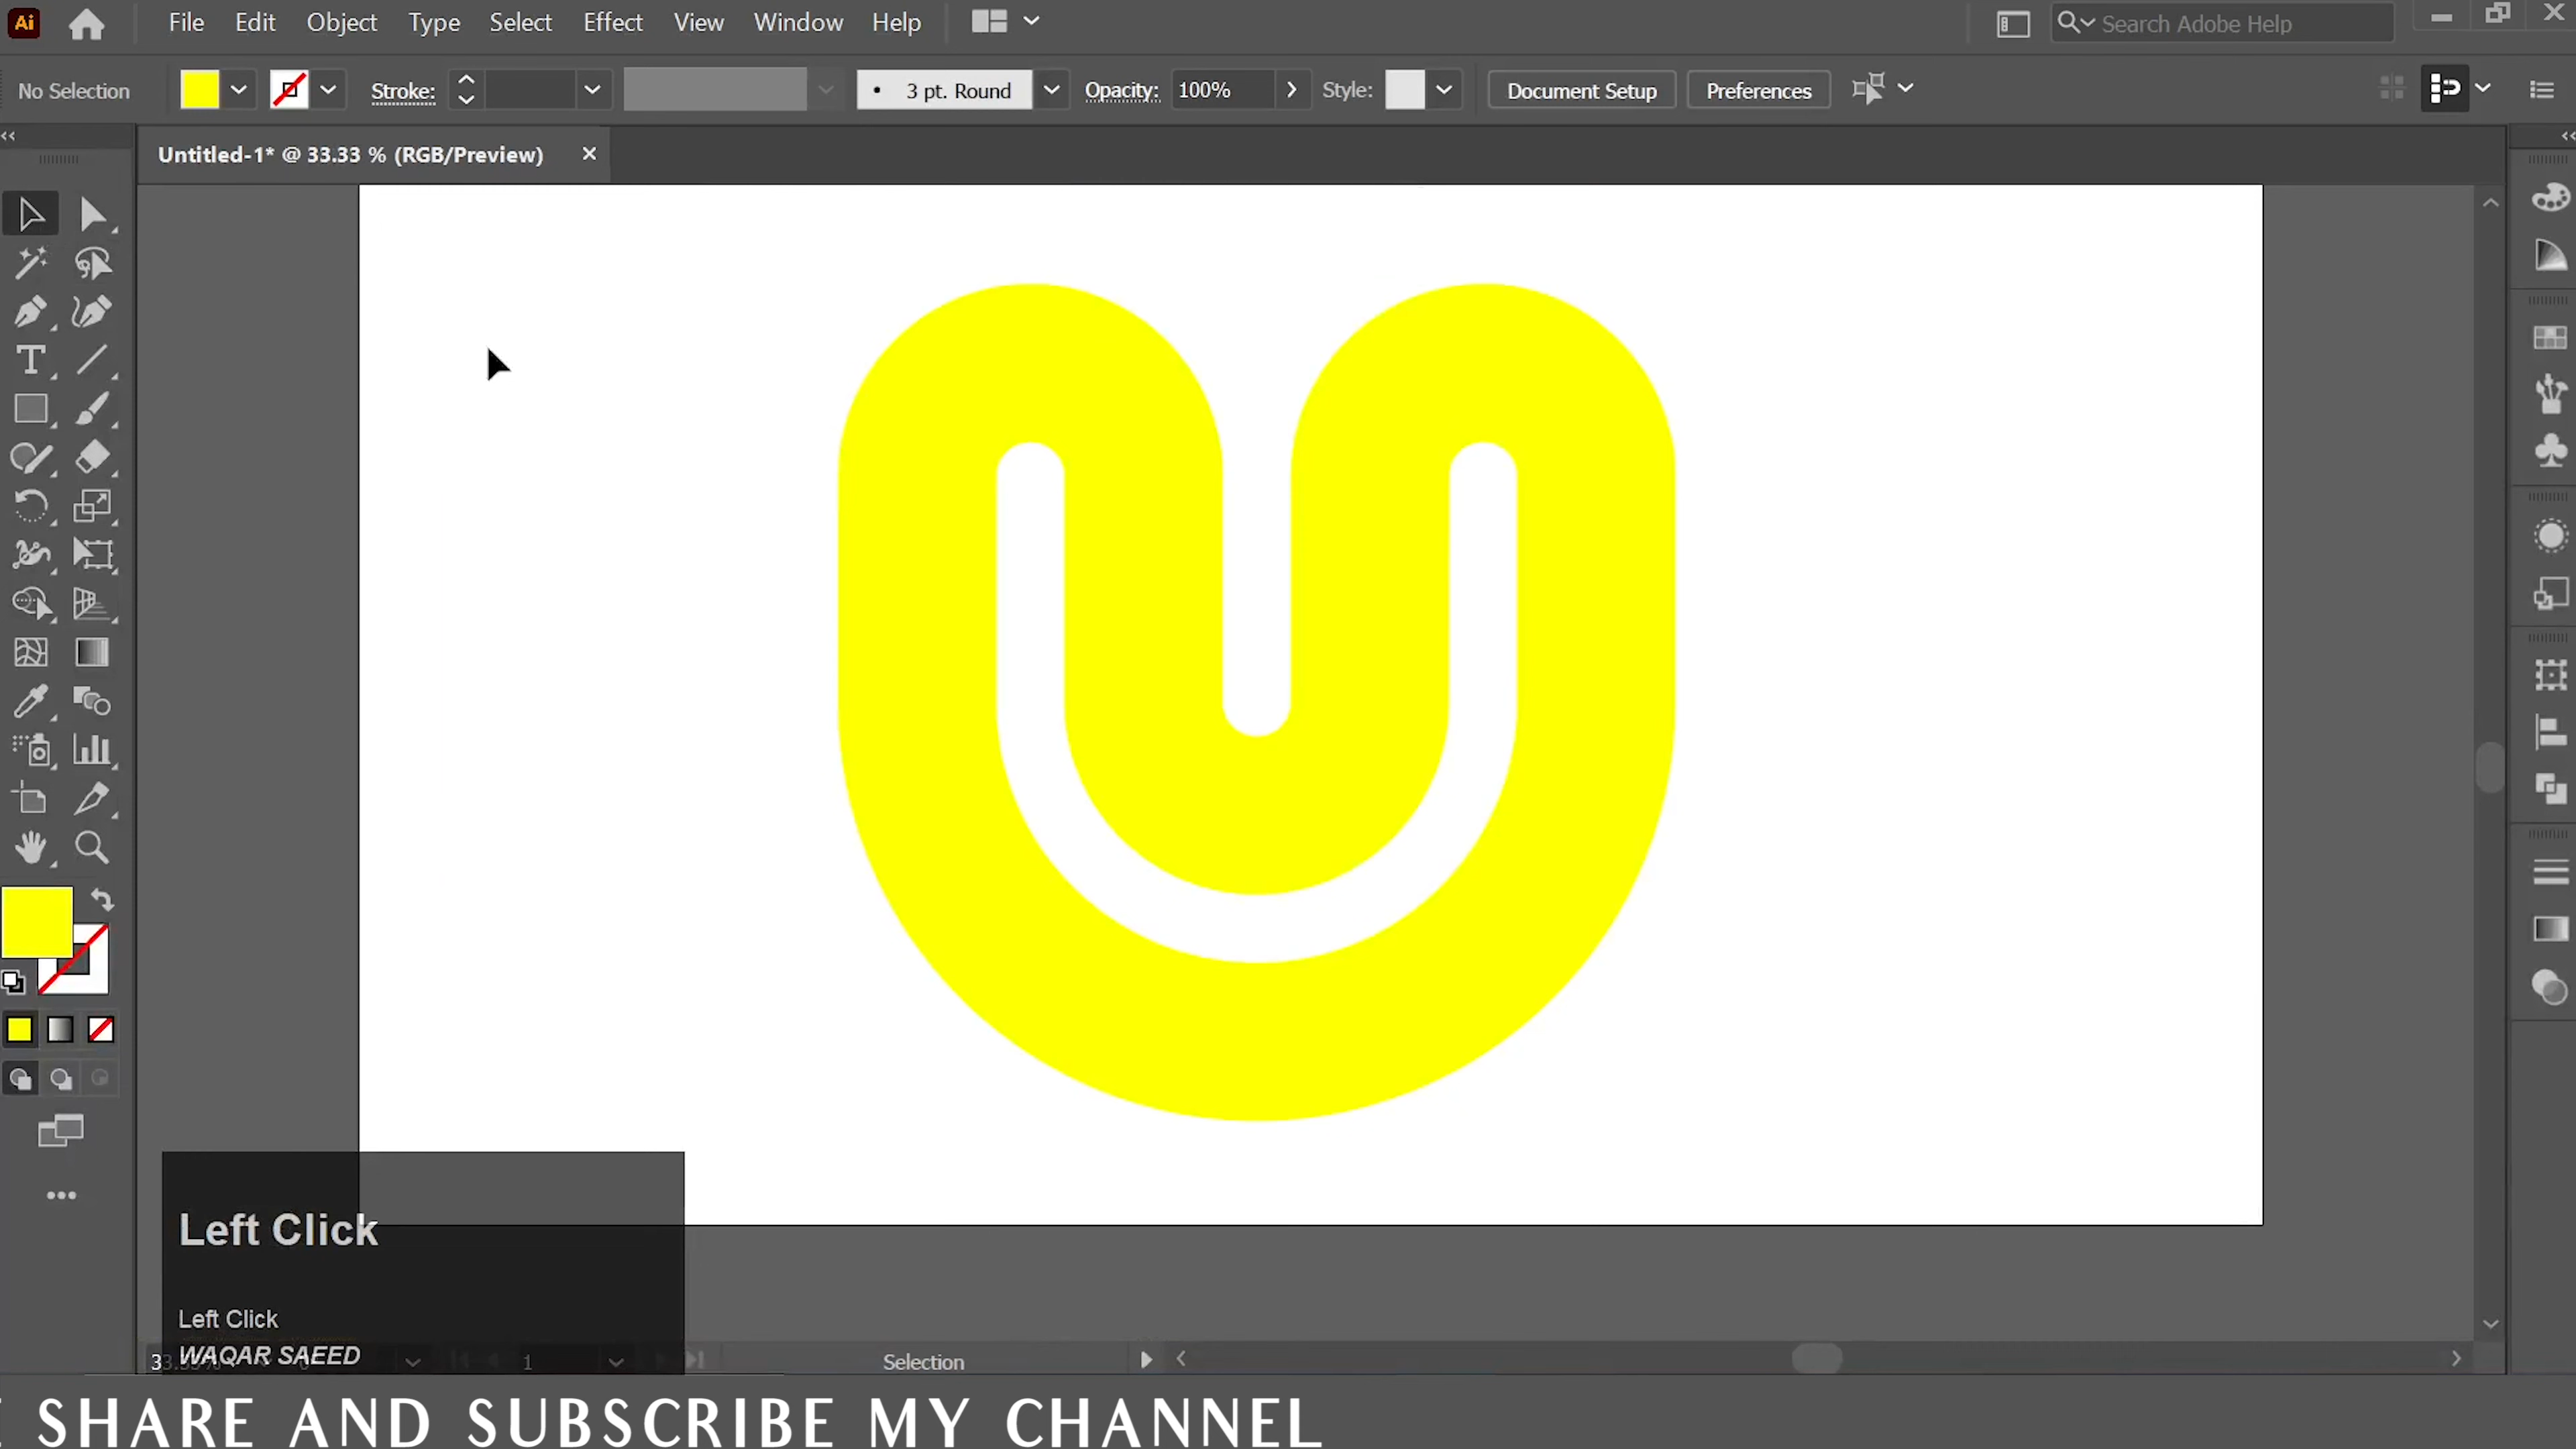 Ai File Edit Object Type Select Effect View Window Help Search Adobe Help
No Selection Stroke: 3 pt. Round Opacity: 100% Style: Document Setup Preferences
Untitled-1* @ 33.33 % (RGB/Preview)
Left Click
Left Click
WAQAR SAEED
1 Selection
SHARE AND SUBSCRIBE MY CHANNEL